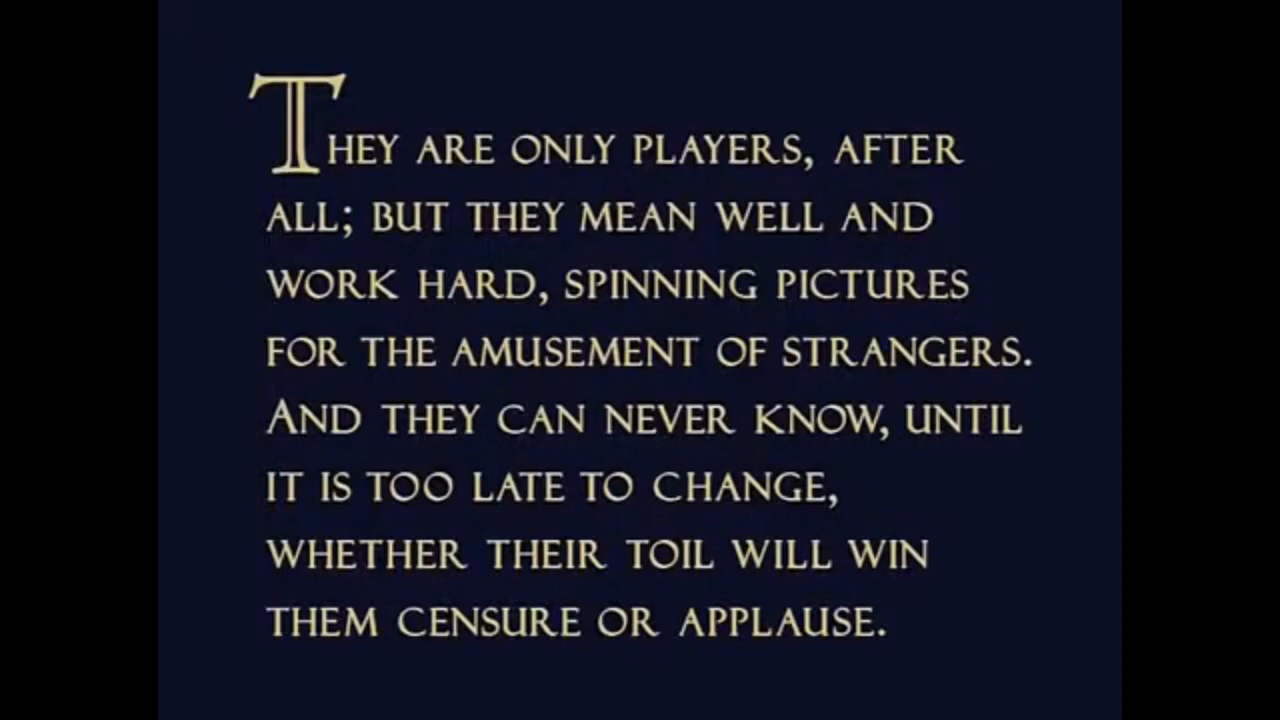 They are only players, after
all; but they mean well and
work hard, spinning pictures
for the amusement of strangers.
And they can never know, until
it is too late to change,
whether their toil will win
them censure or applause.